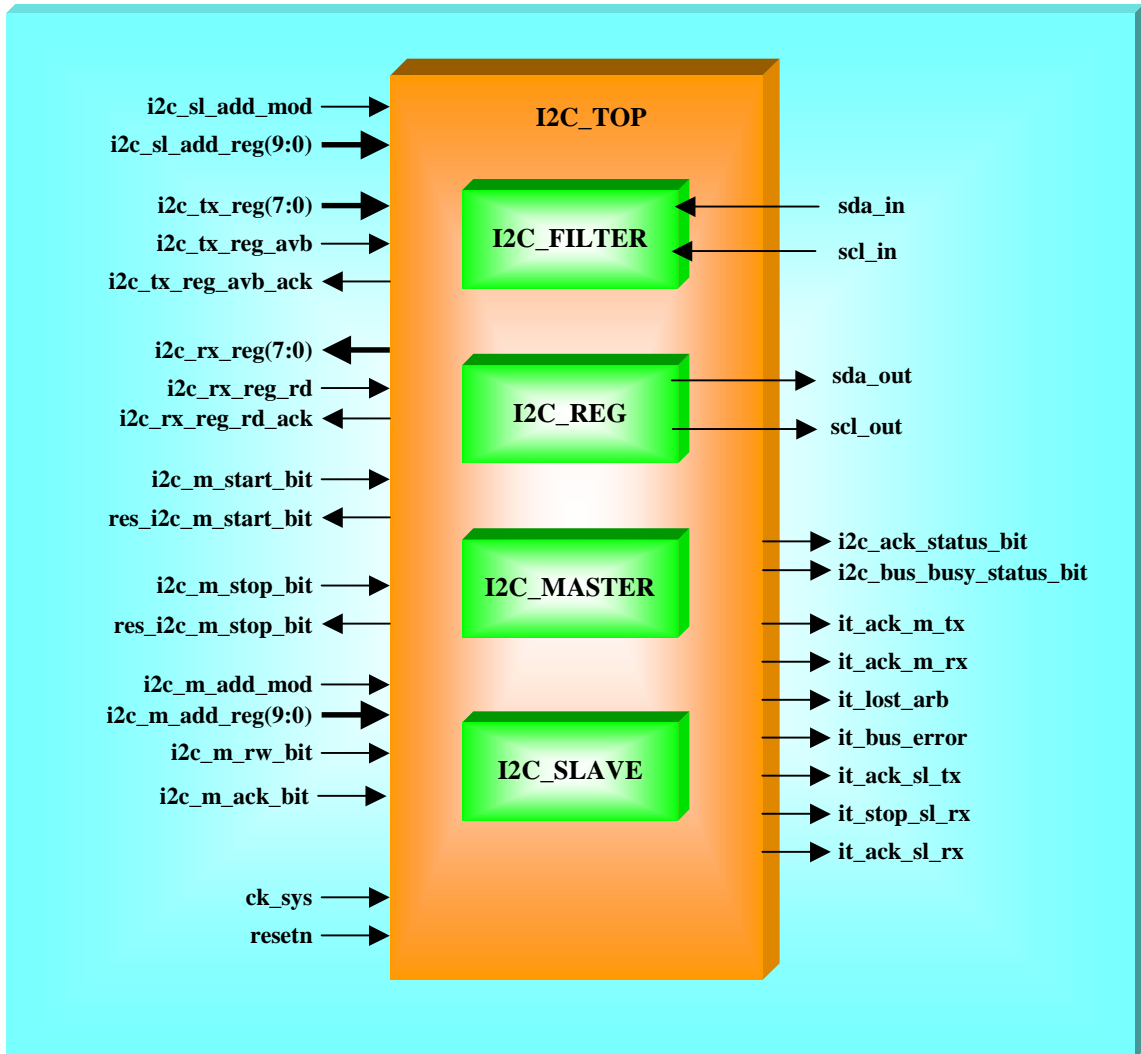 I2C_TOP
i2c_sl_add_mod
i2c_sl_add_reg(9:0)
i2c_tx_reg(7:0)
i2c_tx_reg_avb
i2c_tx_reg_avb_ack
i2c_rx_reg(7:0)
i2c_rx_reg_rd
i2c_rx_reg_rd_ack
i2c_m_start_bit
res_i2c_m_start_bit
i2c_m_stop_bit
res_i2c_m_stop_bit
i2c_m_add_mod
i2c_m_add_reg(9:0)
i2c_m_rw_bit
i2c_m_ack_bit
ck_sys
resetn
I2C_FILTER
I2C_REG
I2C_MASTER
I2C_SLAVE
sda_in
scl_in
sda_out
scl_out
i2c_ack_status_bit
i2c_bus_busy_status_bit
it_ack_m_tx
it_ack_m_rx
it_lost_arb
it_bus_error
it_ack_sl_tx
it_stop_sl_rx
it_ack_sl_rx